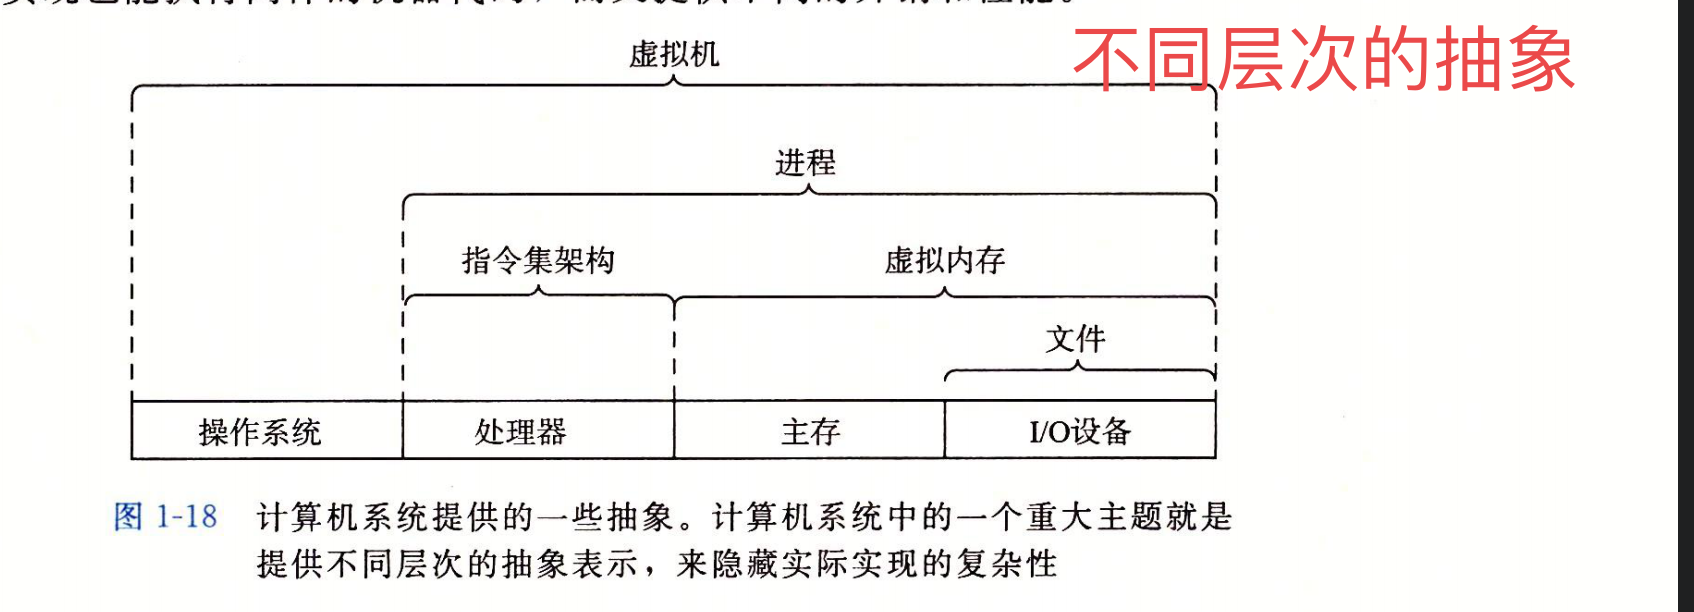 虚拟机
不同层次的抽象
进程
指令集架构
虚拟内存
文件
操作系统
处理器
主存
I/O设备
图 1-18 计算机系统提供的一些抽象。计算机系统中的一个重大主题就是
提供不同层次的抽象表示，来隐藏实际实现的复杂性